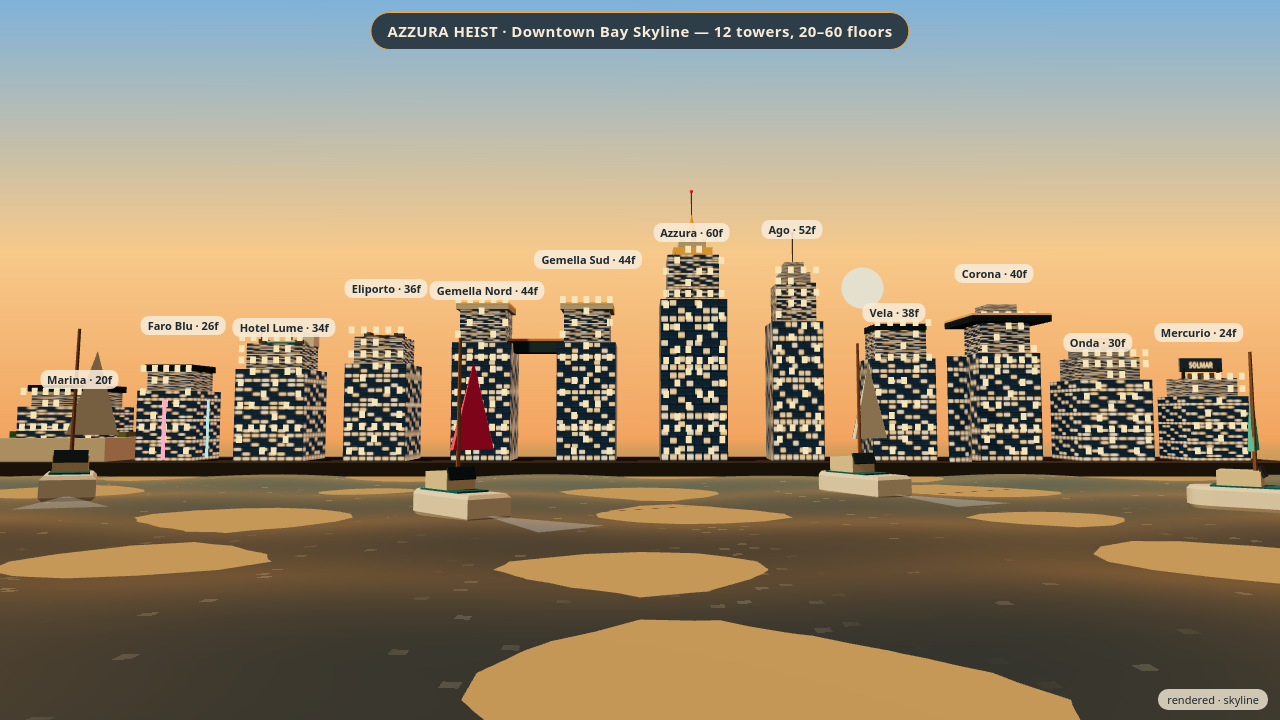 AZZURA HEIST · Downtown Bay Skyline — 12 towers, 20–60 floors
Azzura · 60f
Ago · 52f
Gemella Sud · 44f
Corona · 40f
Eliporto · 36f
Gemella Nord · 44f
Vela · 38f
Faro Blu · 26f
Hotel Lume · 34f
Mercurio · 24f
Onda · 30f
SOLMAR
Marina · 20f
rendered · skyline